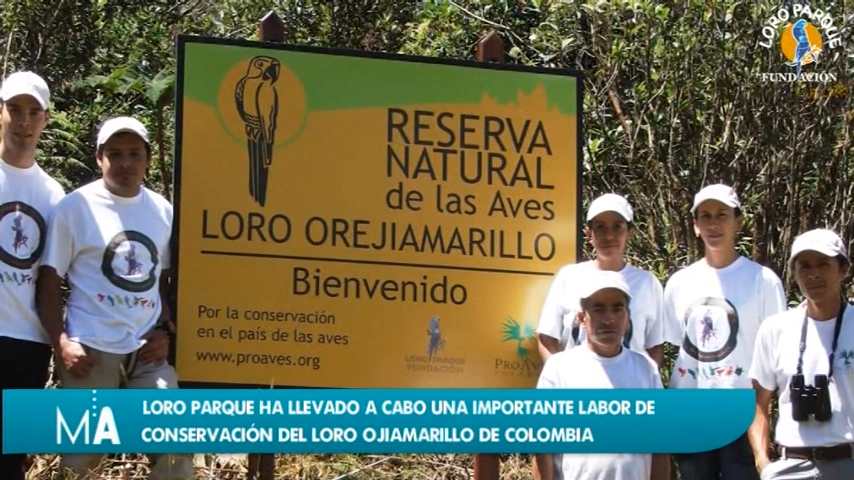 LORO PARQUE
FUNDACIÓN
RESERVA
NATURAL
de las Aves
LORO OREJIAMARILLO
Bienvenido
Por la conservación
en el país de las aves
www.proaves.org
LORO PARQUE
FUNDACIÓN
ProAves
MA
LORO PARQUE HA LLEVADO A CABO UNA IMPORTANTE LABOR DE
CONSERVACIÓN DEL LORO OJIAMARILLO DE COLOMBIA